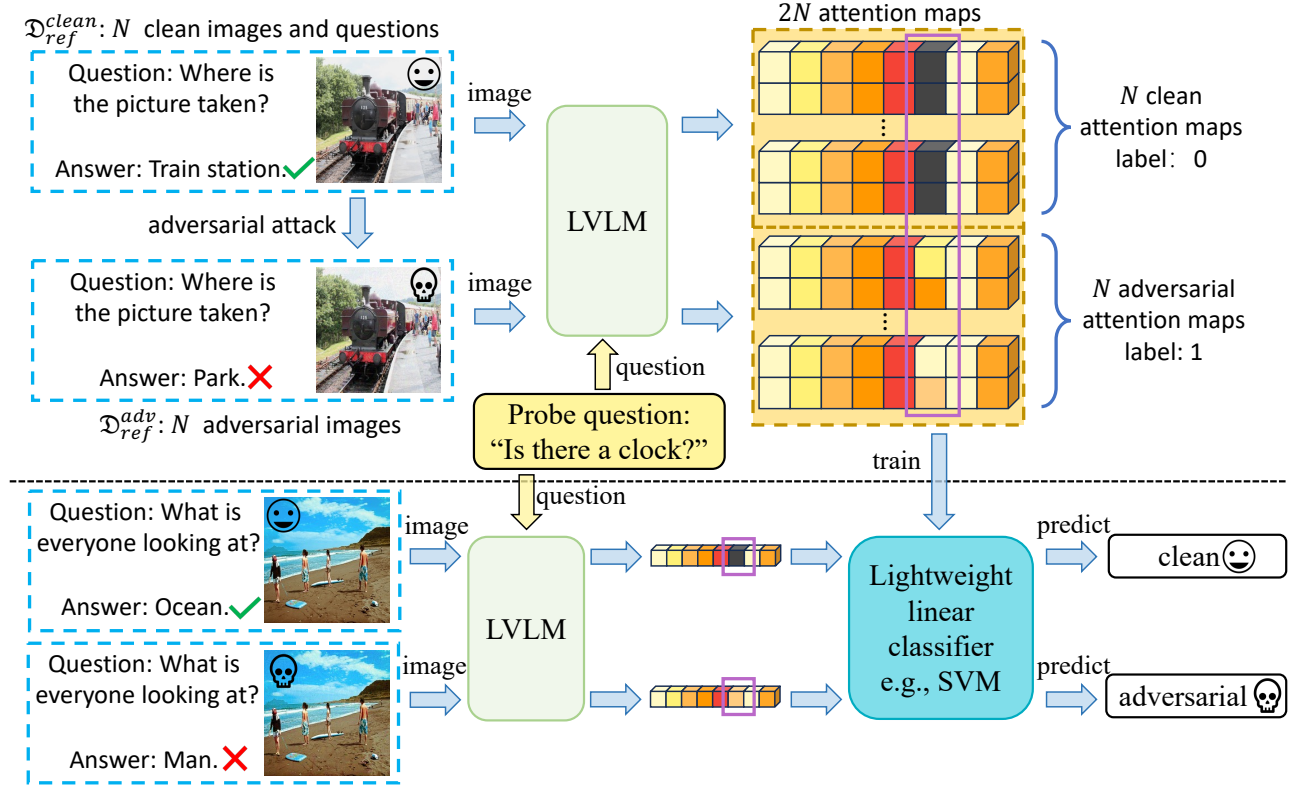 𝔇_ref^clean: N clean images and questions
Question: Where is
the picture taken?
Answer: Train station.
adversarial attack
Question: Where is
the picture taken?
Answer: Park.
𝔇_ref^adv: N adversarial images
image
image
LVLM
question
Probe question:
“Is there a clock?”
question
2N attention maps
⋮
⋮
N clean
attention maps
label: 0
N adversarial
attention maps
label: 1
train
Question: What is
everyone looking at?
Answer: Ocean.
Question: What is
everyone looking at?
Answer: Man.
image
image
LVLM
Lightweight
linear
classifier
e.g., SVM
predict
clean
predict
adversarial